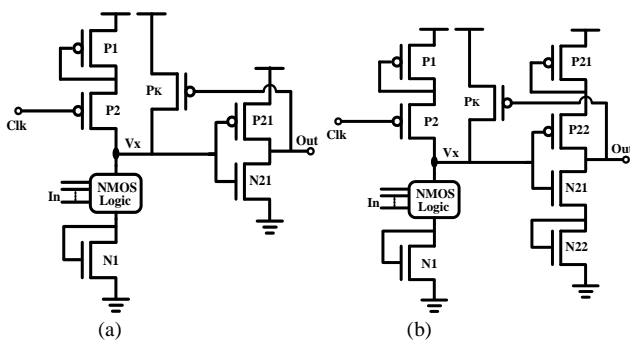 P1
PK
P2
Clk
Vx
P21
Out
N21
In
NMOS
Logic
N1
(a)
P1
PK
P2
Clk
Vx
P21
P22
Out
N21
In
NMOS
Logic
N1
N22
(b)